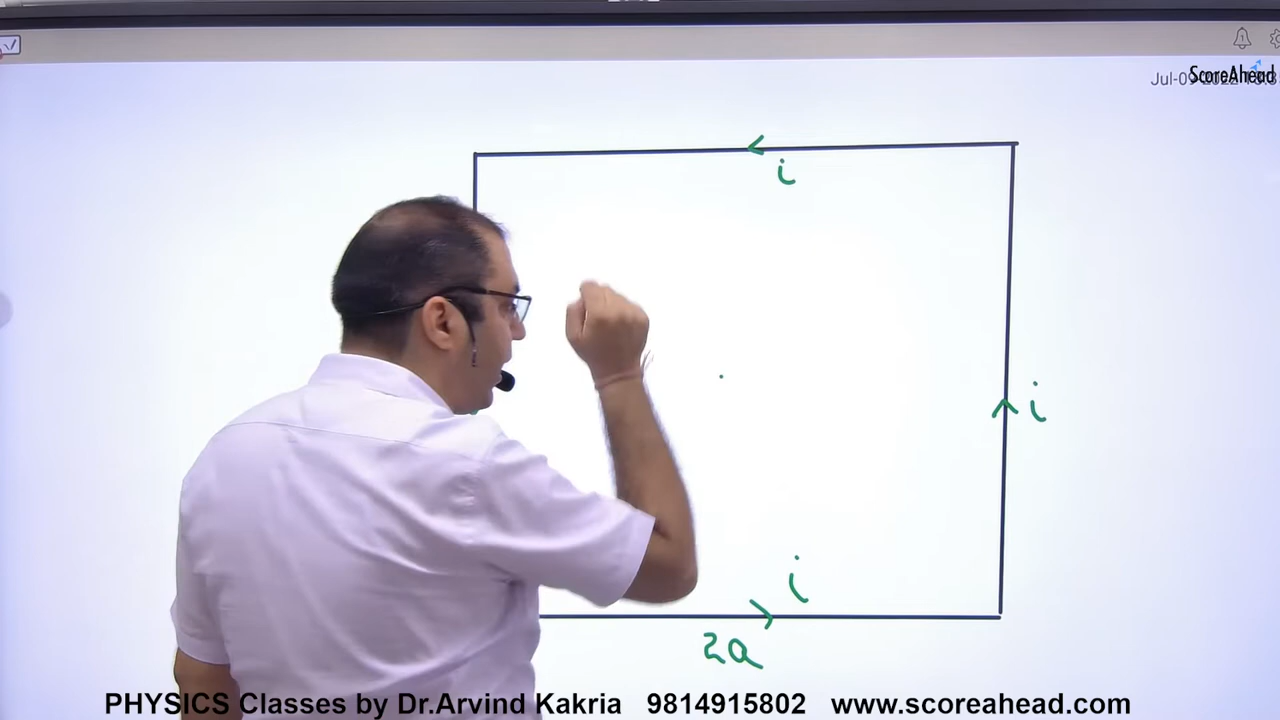 ScoreAhead
i
i
i
2a
PHYSICS Classes by Dr.Arvind Kakria 9814915802 www.scoreahead.com